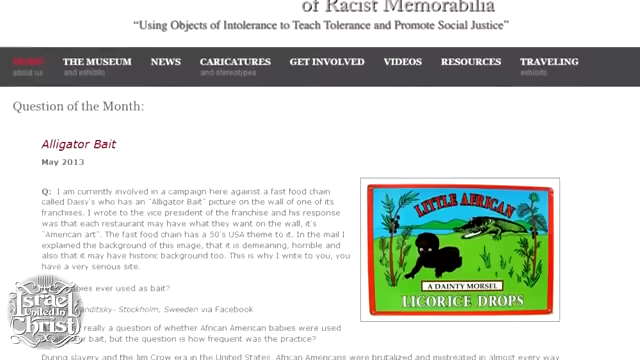 of Racist Memorabilia
“Using Objects of Intolerance to Teach Tolerance and Promote Social Justice”
HOME THE MUSEUM NEWS CARICATURES GET INVOLVED VIDEOS RESOURCES TRAVELING
about us and exhibits and stereotypes exhibits
Question of the Month:
Alligator Bait
May 2013
Q: I am currently involved in a campaign here against a fast food chain
called Daisy's who has an "Alligator Bait" picture on the wall of one of its
franchises. I wrote to the vice president of the franchise and his response
was that each restaurant may have what they want on the wall, it's
"American art". The fast food chain has a 50's USA theme to it. In the mail I
explained the background of this image, that it is demeaning, horrible and
also that it may have historic background too. This is why I write to you, you
have a very serious site.
LITTLE AFRICAN
A DAINTY MORSEL
LICORICE DROPS
ever used as bait?
Stockholm, Sweeden via Facebook
really a question of whether African American babies were used
bait, but the question is how frequent was the practice?
During slavery and the Jim Crow era in the United States, African Americans were brutalized and mistreated in almost every way
Israel
United In
Christ